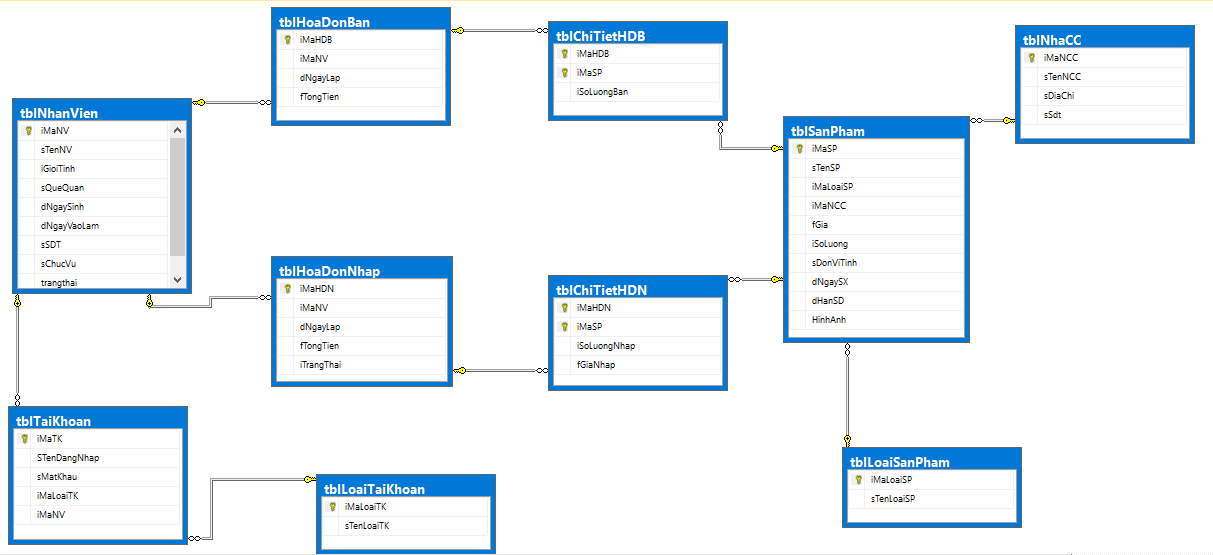 tblHoaDonBan
iMaHDB
iMaNV
dNgayLap
fTongTien
tblChiTietHDB
iMaHDB
iMaSP
iSoLuongBan
tblNhaCC
iMaNCC
sTenNCC
sDiaChi
sSdt
tblNhanVien
iMaNV
sTenNV
iGioiTinh
sQueQuan
dNgaySinh
dNgayVaoLam
sSDT
sChucVu
trangthai
tblSanPham
iMaSP
sTenSP
iMaLoaiSP
iMaNCC
fGia
iSoLuong
sDonViTinh
dNgaySX
dHanSD
HinhAnh
tblHoaDonNhap
iMaHDN
iMaNV
dNgayLap
fTongTien
iTrangThai
tblChiTietHDN
iMaHDN
iMaSP
iSoLuongNhap
fGiaNhap
tblTaiKhoan
iMaTK
STenDangNhap
sMatKhau
iMaLoaiTK
iMaNV
tblLoaiTaiKhoan
iMaLoaiTK
sTenLoaiTK
tblLoaiSanPham
iMaLoaiSP
sTenLoaiSP